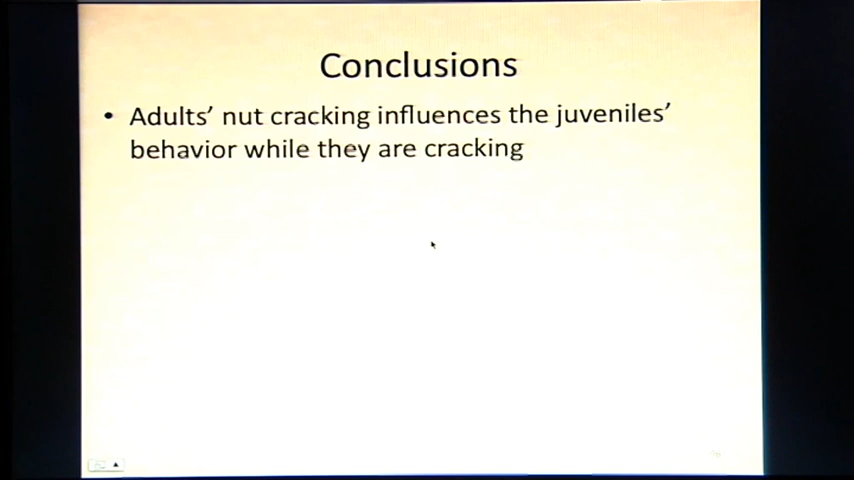 Conclusions
• Adults’ nut cracking influences the juveniles’
behavior while they are cracking